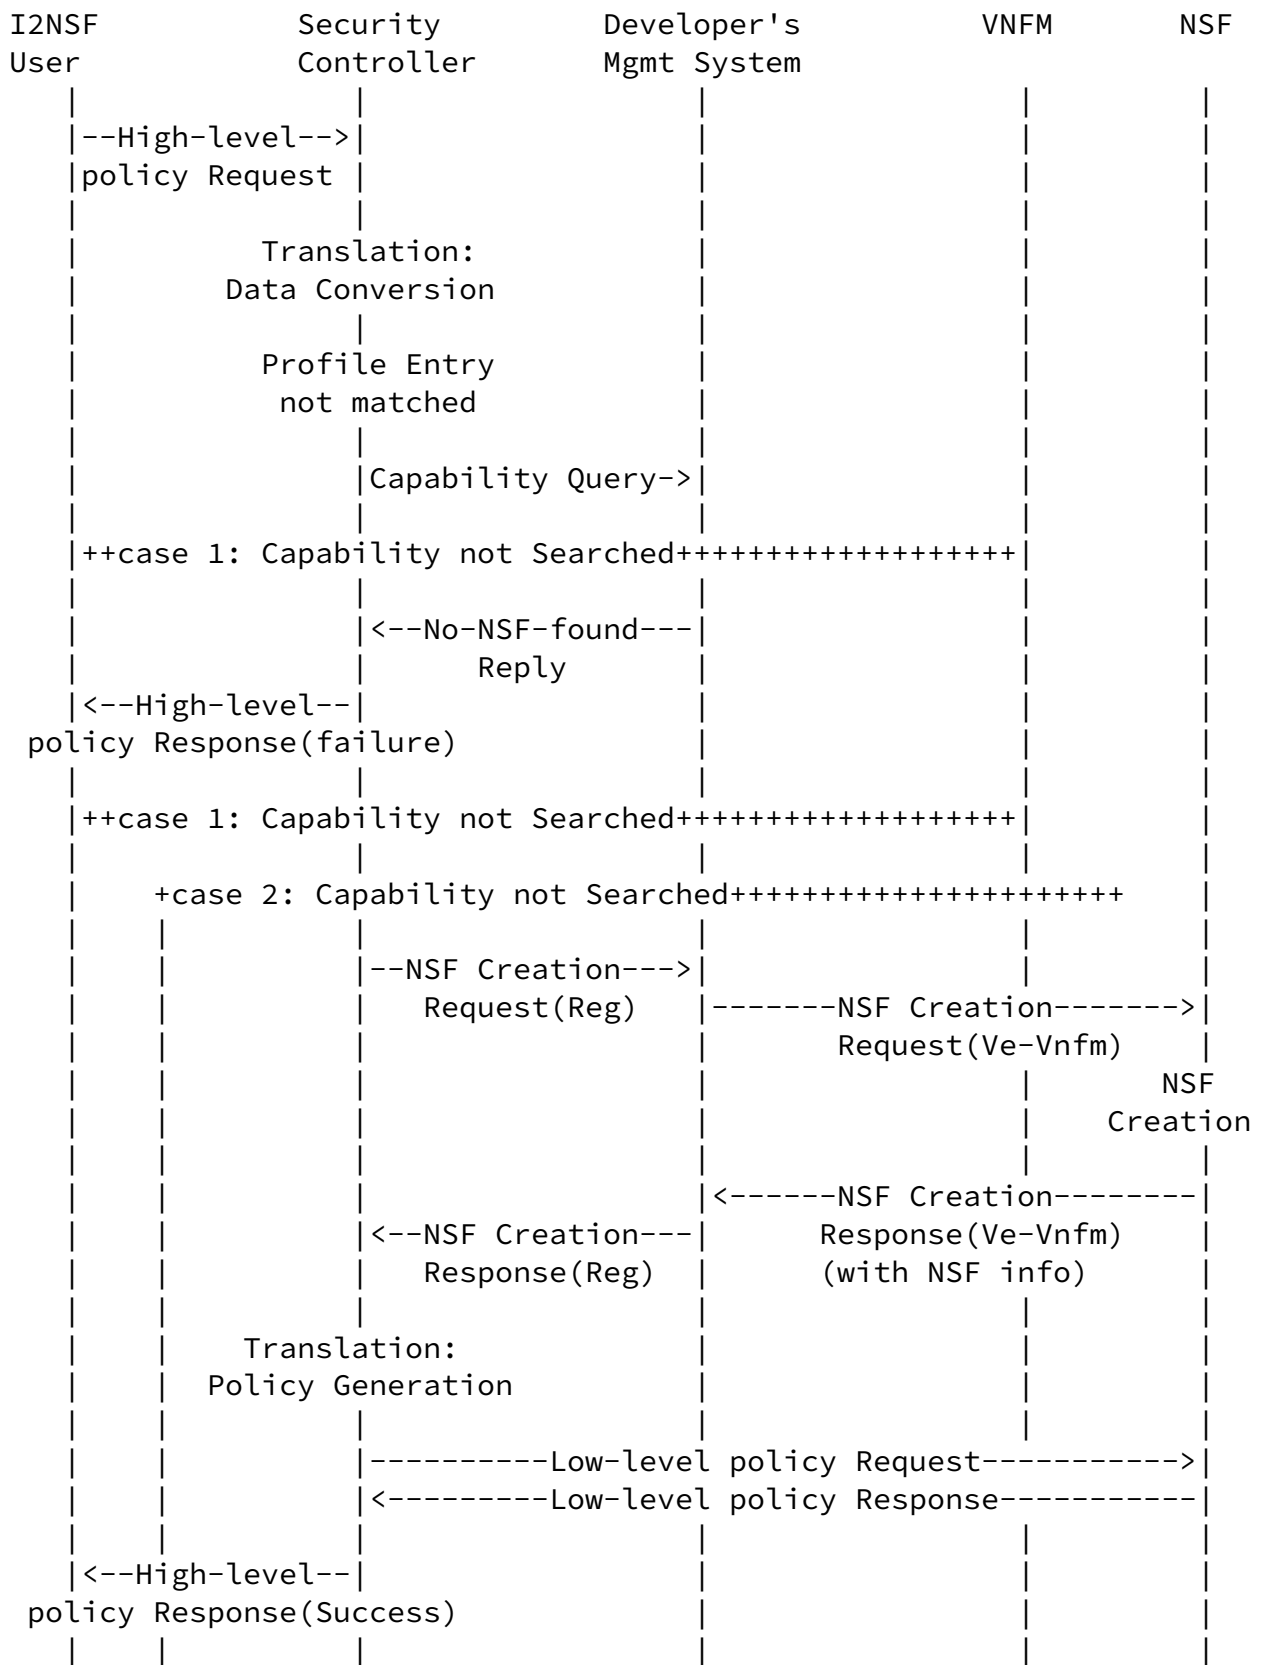 I2NSF Security Developer's VNFM NSF
User Controller Mgmt System
| | | | |
|--High-level-->| | | |
|policy Request | | | |
| | | | |
| Translation: | | |
| Data Conversion | | |
| | | | |
| Profile Entry | | |
| not matched | | |
| | | | |
| |Capability Query->| | |
| | | | |
|++case 1: Capability not Searched+++++++++++++++++++| |
| | | | |
| |<--No-NSF-found---| | |
| | Reply | | |
|<--High-level--| | | |
policy Response(failure) | | |
| | | | |
|++case 1: Capability not Searched+++++++++++++++++++| |
| | | | |
| +case 2: Capability not Searched++++++++++++++++++++++ |
| | | | | |
| | |--NSF Creation--->| | |
| | | Request(Reg) |-------NSF Creation------->|
| | | | Request(Ve-Vnfm) |
| | | | | NSF
| | | | | Creation
| | | | | |
| | | |<------NSF Creation--------|
| | |<--NSF Creation---| Response(Ve-Vnfm) |
| | | Response(Reg) | (with NSF info) |
| | | | | |
| | Translation: | | |
| | Policy Generation | | |
| | | | | |
| | |----------Low-level policy Request----------->|
| | |<---------Low-level policy Response-----------|
| | | | | |
|<--High-level--| | | |
policy Response(Success) | | |
| | | | | |